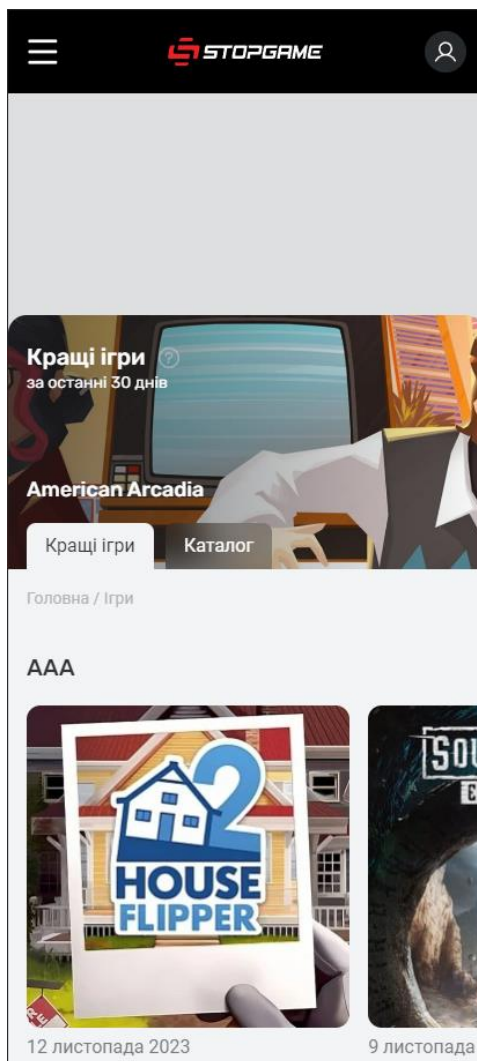 STOPGAME
Кращі ігри
за останні 30 днів
American Arcadia
Кращі ігри Каталог
Головна / Ігри
AAA
2
HOUSE
FLIPPER
12 листопада 2023 9 листопада